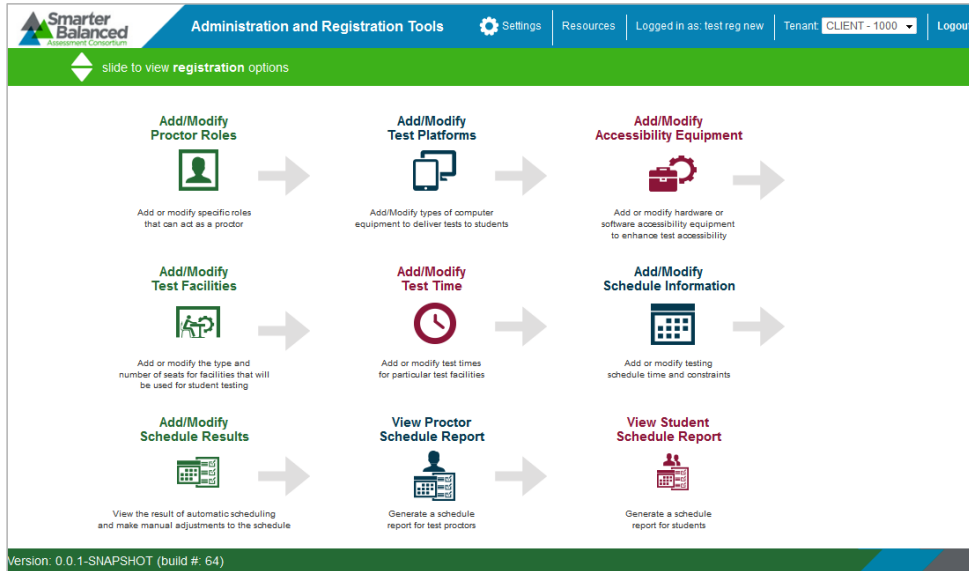 Smarter
Balanced
Assessment Consortium
Administration and Registration Tools
Settings
Resources
Logged in as: test reg new
Tenant: CLIENT - 1000
Logout
slide to view registration options
Add/Modify
Proctor Roles
Add or modify specific roles
that can act as a proctor
Add/Modify
Test Platforms
Add/Modify types of computer
equipment to deliver tests to students
Add/Modify
Accessibility Equipment
Add or modify hardware or
software accessibility equipment
to enhance test accessibility
Add/Modify
Test Facilities
Add or modify the type and
number of seats for facilities that will
be used for student testing
Add/Modify
Test Time
Add or modify test times
for particular test facilities
Add/Modify
Schedule Information
Add or modify testing
schedule time and constraints
Add/Modify
Schedule Results
View the result of automatic scheduling
and make manual adjustments to the schedule
View Proctor
Schedule Report
Generate a schedule
report for test proctors
View Student
Schedule Report
Generate a schedule
report for students
Version: 0.0.1-SNAPSHOT (build #: 64)